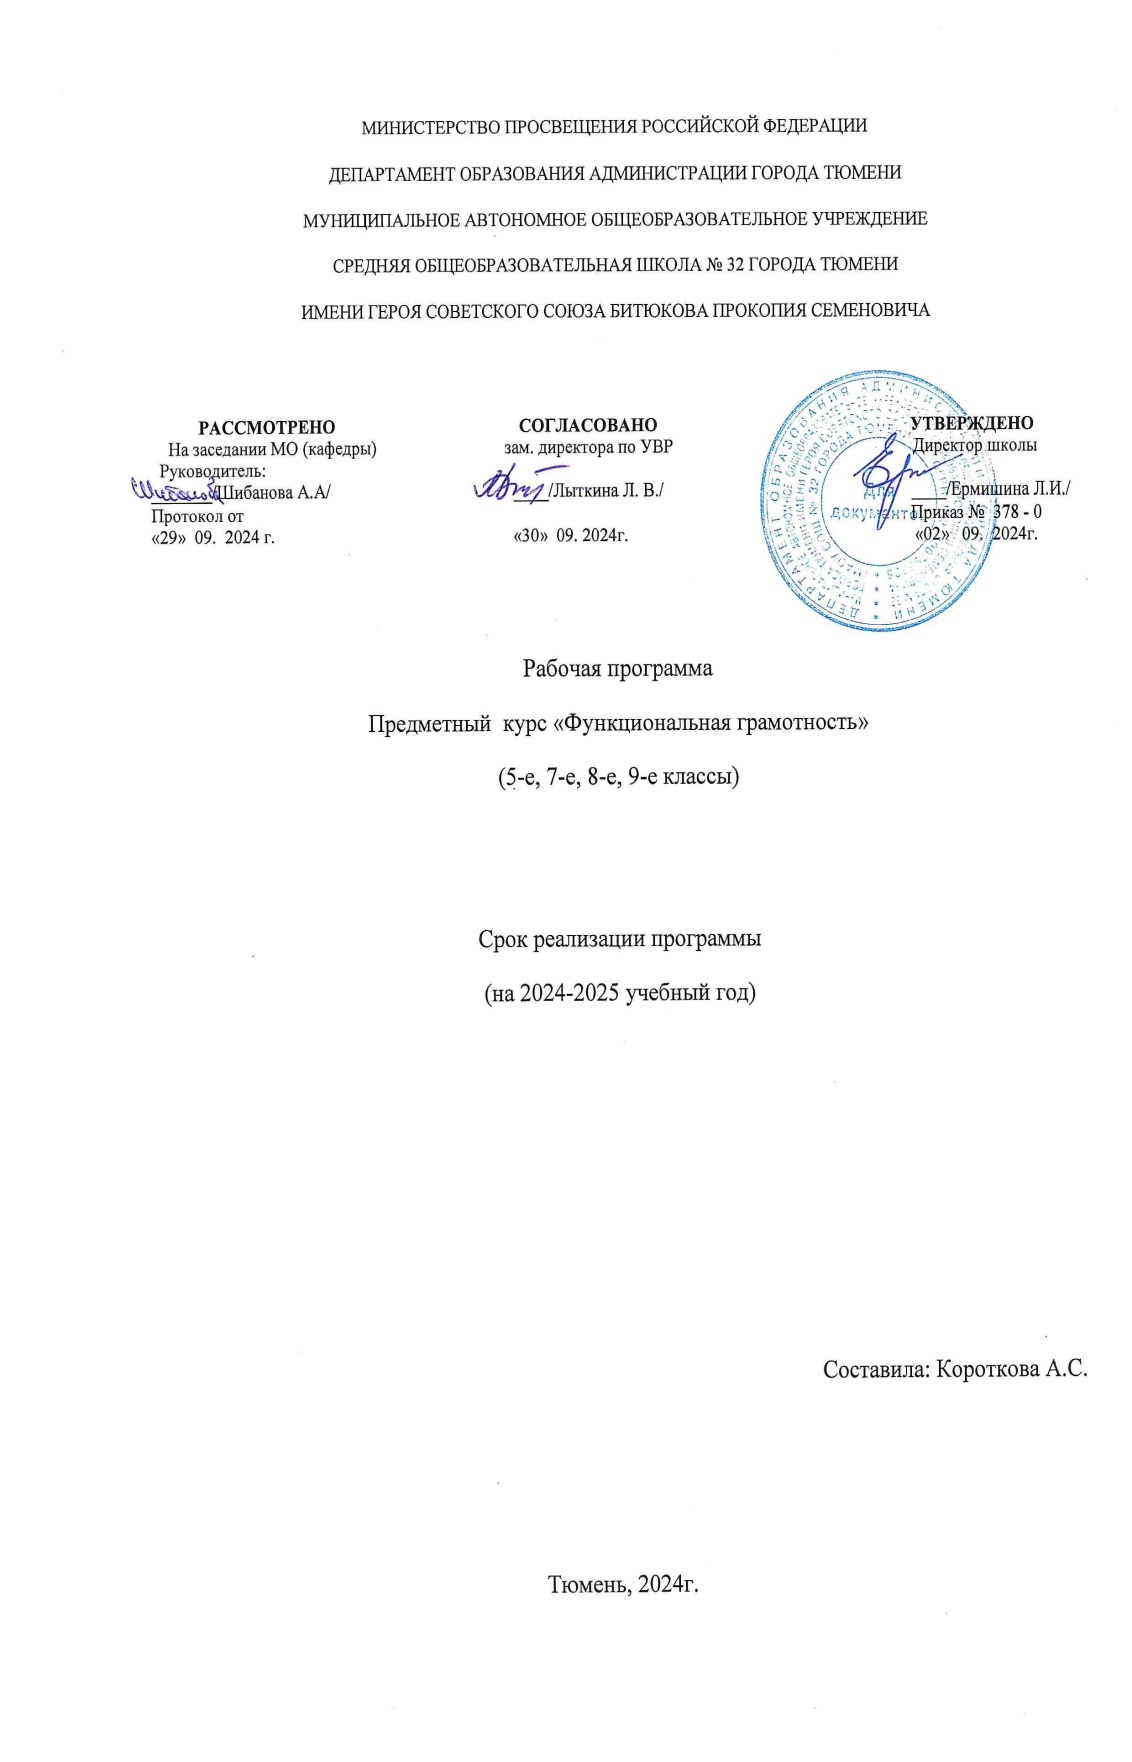 МИНИСТЕРСТВО ПРОСВЕЩЕНИЯ РОССИЙСКОЙ ФЕДЕРАЦИИ
ДЕПАРТАМЕНТ ОБРАЗОВАНИЯ АДМИНИСТРАЦИИ ГОРОДА ТЮМЕНИ
МУНИЦИПАЛЬНОЕ АВТОНОМНОЕ ОБЩЕОБРАЗОВАТЕЛЬНОЕ УЧРЕЖДЕНИЕ
СРЕДНЯЯ ОБЩЕОБРАЗОВАТЕЛЬНАЯ ШКОЛА № 32 ГОРОДА ТЮМЕНИ
ИМЕНИ ГЕРОЯ СОВЕТСКОГО СОЮЗА БИТЮКОВА ПРОКОПИЯ СЕМЕНОВИЧА
РАССМОТРЕНО
На заседании МО (кафедры)
Руководитель:
/Шибанова А.А/
Протокол от
«29» 09. 2024 г.
СОГЛАСОВАНО
зам. директора по УВР
/Лыткина Л. В./
«30» 09. 2024г.
УТВЕРЖДЕНО
Директор школы
/Ермишина Л.И./
Приказ № 378 - 0
«02» 09. 2024г.
Рабочая программа
Предметный курс «Функциональная грамотность»
(5-е, 7-е, 8-е, 9-е классы)
Срок реализации программы
(на 2024-2025 учебный год)
Составила: Короткова А.С.
Тюмень, 2024г.